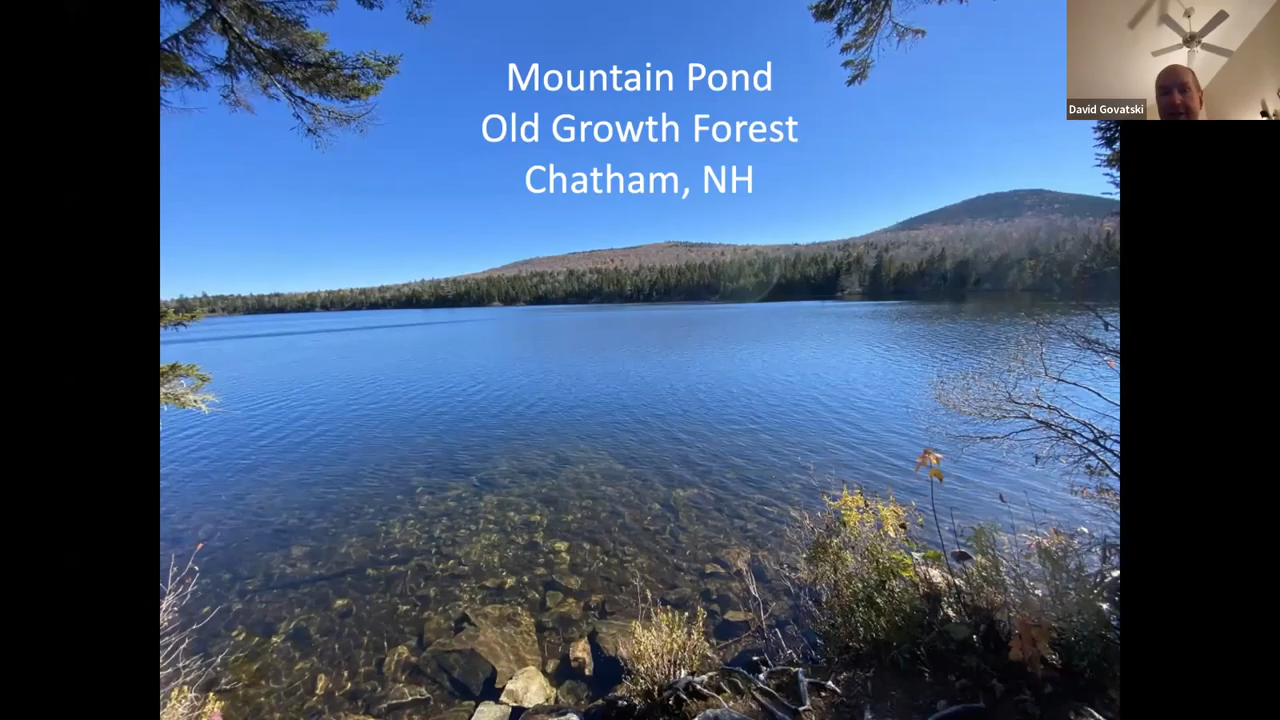 Mountain Pond
Old Growth Forest
Chatham, NH
David Govatski